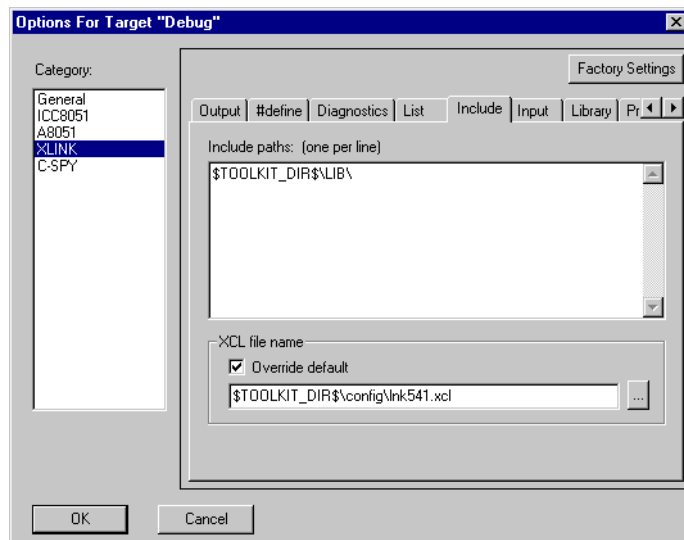 Options For Target "Debug"
Category:
Factory Settings
General
ICC8051
A8051
XLINK
C-SPY
Output #define Diagnostics List Include Input Library Pr
Include paths: (one per line)
$TOOLKIT_DIR$\LIB\
XCL file name
Override default
$TOOLKIT_DIR$\config\lnk541.xcl
...
OK Cancel